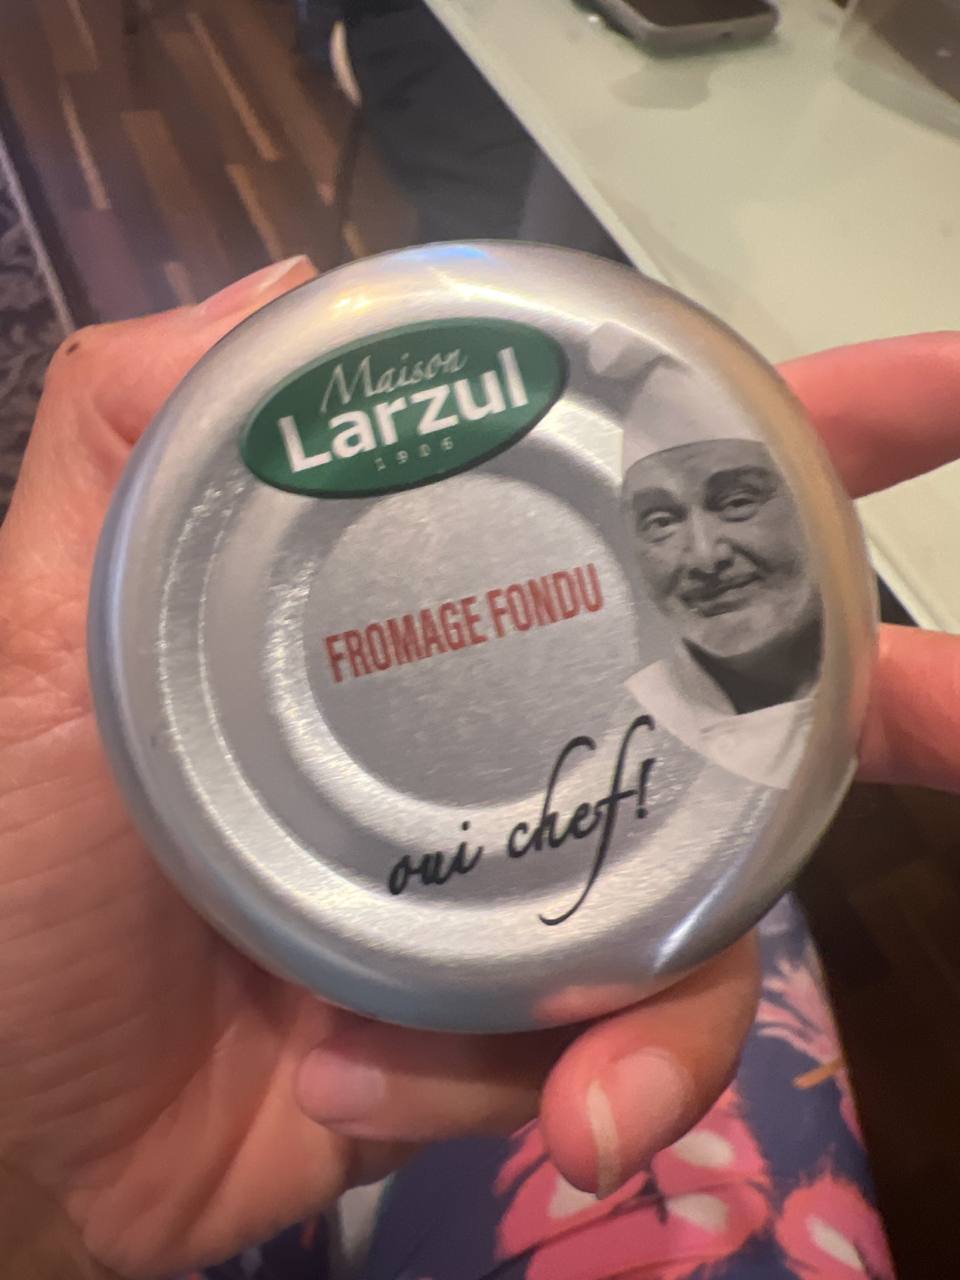 Maison
Larzul
1906
FROMAGE FONDU
oui chef!